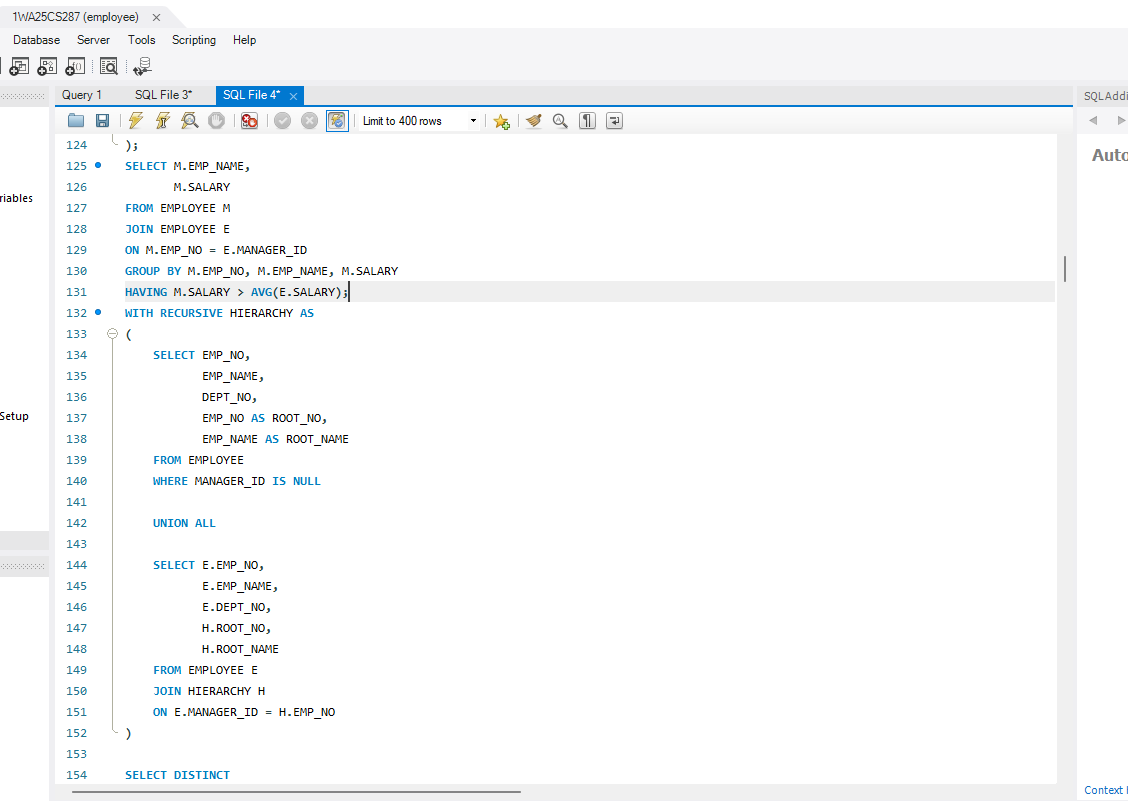 1WA25CS287 (employee)
Database Server Tools Scripting Help
Query 1 SQL File 3* SQL File 4*
SQLAddi
Limit to 400 rows
Auto
riables
Setup
124 );
125 SELECT M.EMP_NAME,
126 M.SALARY
127 FROM EMPLOYEE M
128 JOIN EMPLOYEE E
129 ON M.EMP_NO = E.MANAGER_ID
130 GROUP BY M.EMP_NO, M.EMP_NAME, M.SALARY
131 HAVING M.SALARY > AVG(E.SALARY);
132 WITH RECURSIVE HIERARCHY AS
133 (
134 SELECT EMP_NO,
135 EMP_NAME,
136 DEPT_NO,
137 EMP_NO AS ROOT_NO,
138 EMP_NAME AS ROOT_NAME
139 FROM EMPLOYEE
140 WHERE MANAGER_ID IS NULL
141
142 UNION ALL
143
144 SELECT E.EMP_NO,
145 E.EMP_NAME,
146 E.DEPT_NO,
147 H.ROOT_NO,
148 H.ROOT_NAME
149 FROM EMPLOYEE E
150 JOIN HIERARCHY H
151 ON E.MANAGER_ID = H.EMP_NO
152 )
153
154 SELECT DISTINCT
Context